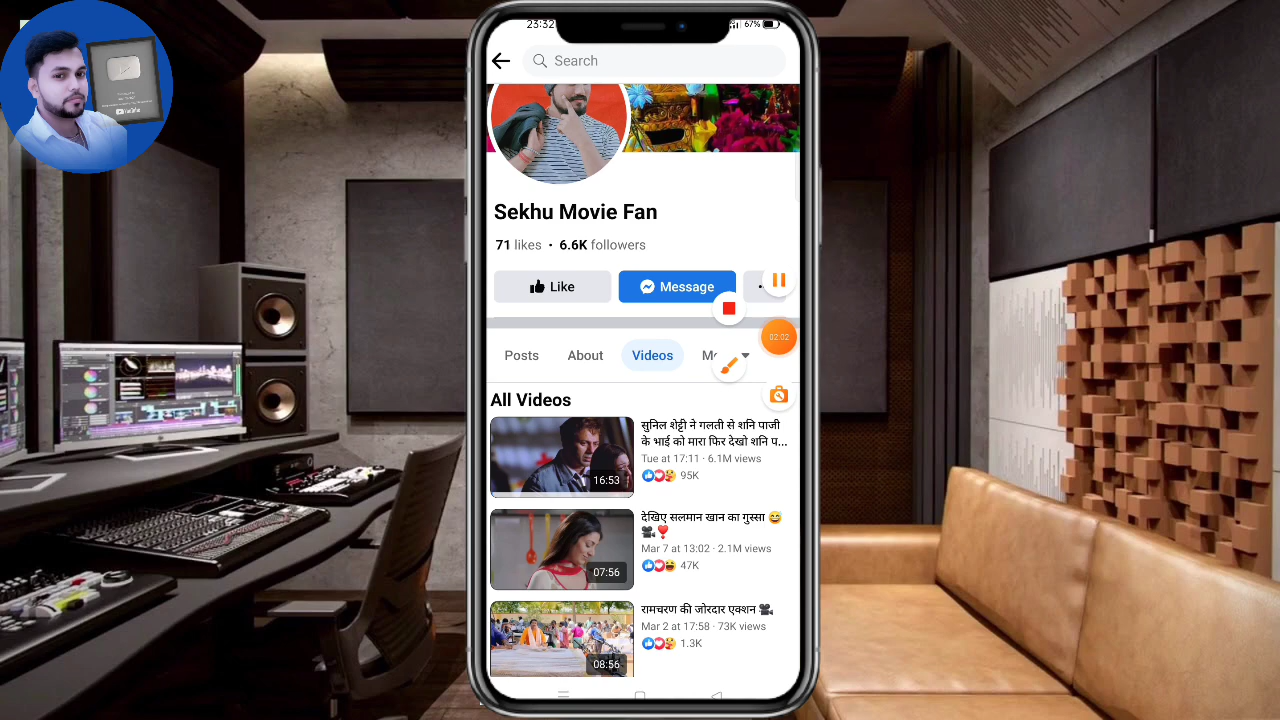 23:32
67%
Search
Sekhu Movie Fan
71 likes • 6.6K followers
Like
Message
02:02
Posts
About
Videos
All Videos
सुनिल शेट्टी ने गलती से शनि पाजी
के भाई को मारा फिर देखो शनि प...
Tue at 17:11 · 6.1M views
95K
16:53
देखिए सलमान खान का गुस्सा 😅
🎥❣️
Mar 7 at 13:02 · 2.1M views
47K
07:56
रामचरण की जोरदार एक्शन 🎥
Mar 2 at 17:58 · 73K views
1.3K
08:56